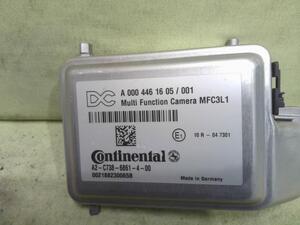 DC A 000 446 16 05 / 001
Multi Function Camera MFC3L1
E1 10 R - 04 7301
Continental
Made in Germany
A2-C738-6861-4-00